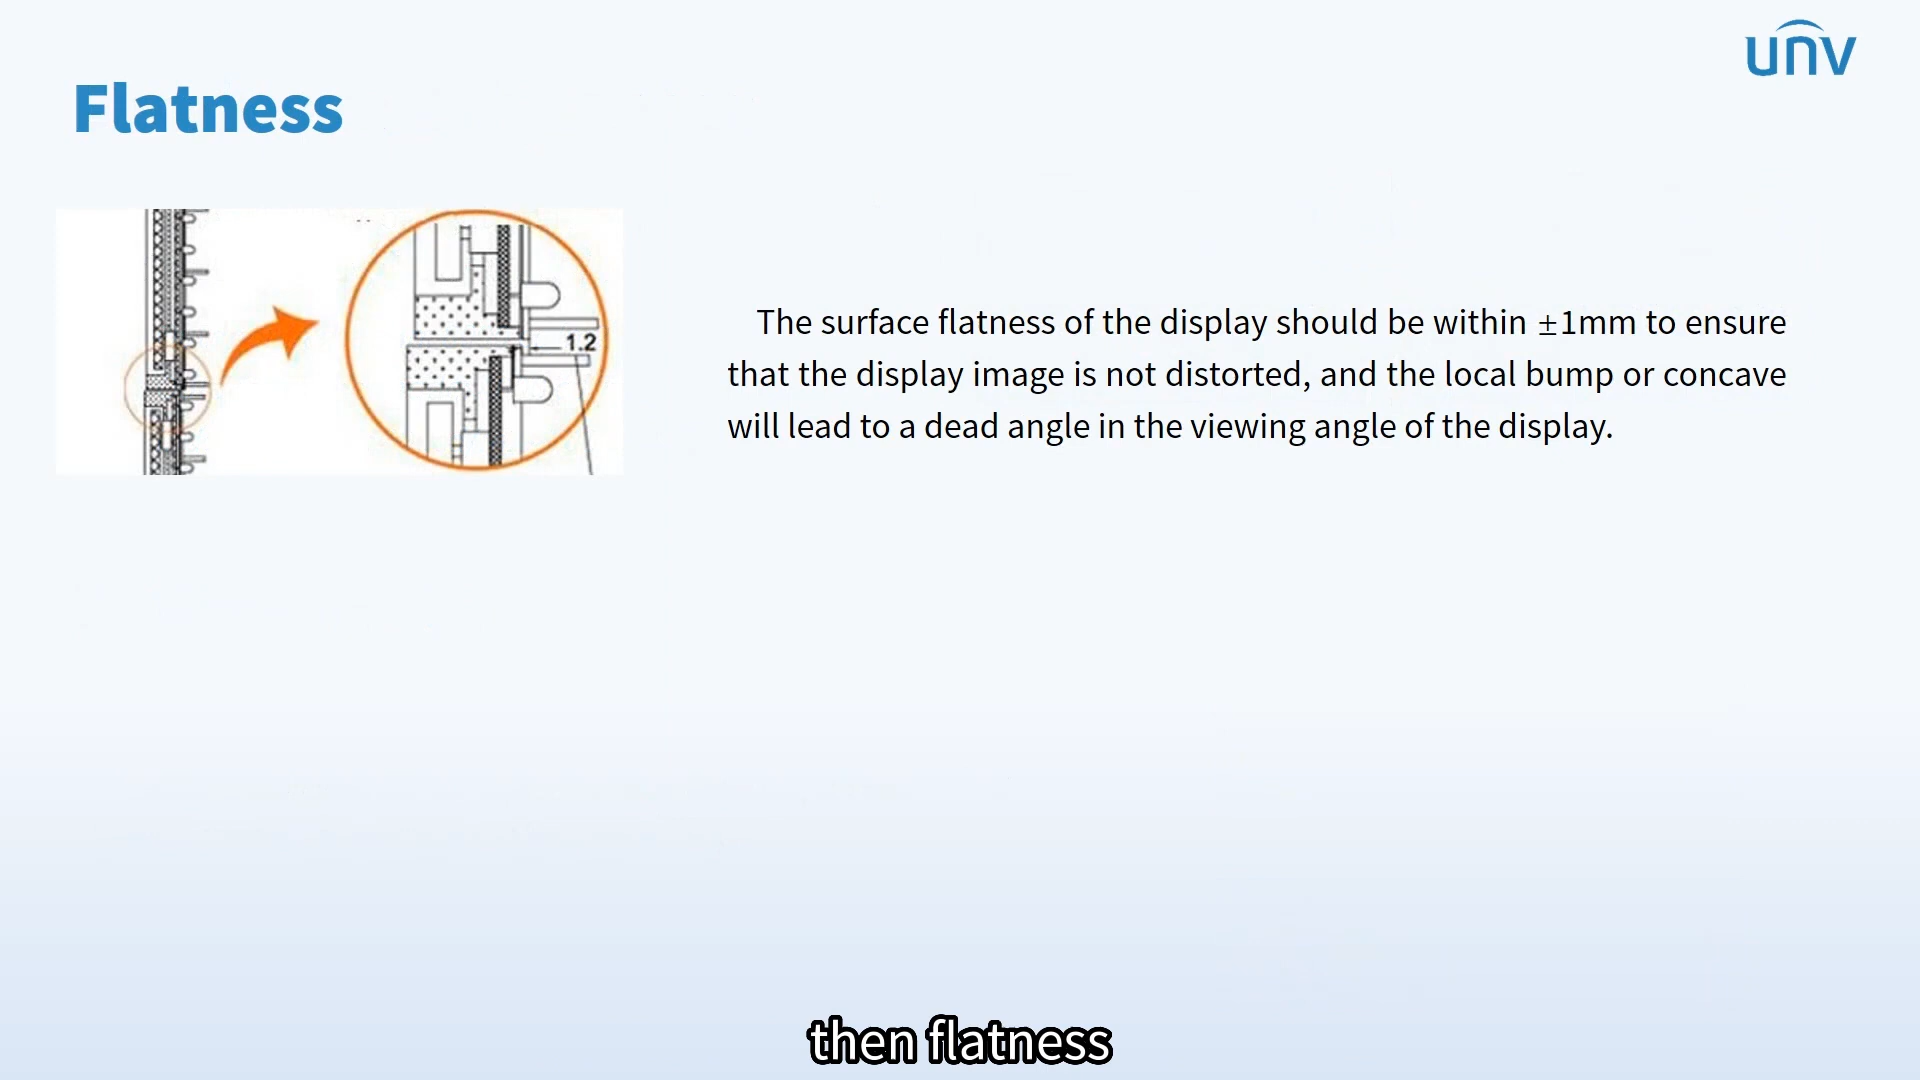 unv
Flatness
1.2
The surface flatness of the display should be within ±1mm to ensure
that the display image is not distorted, and the local bump or concave
will lead to a dead angle in the viewing angle of the display.
then flatness